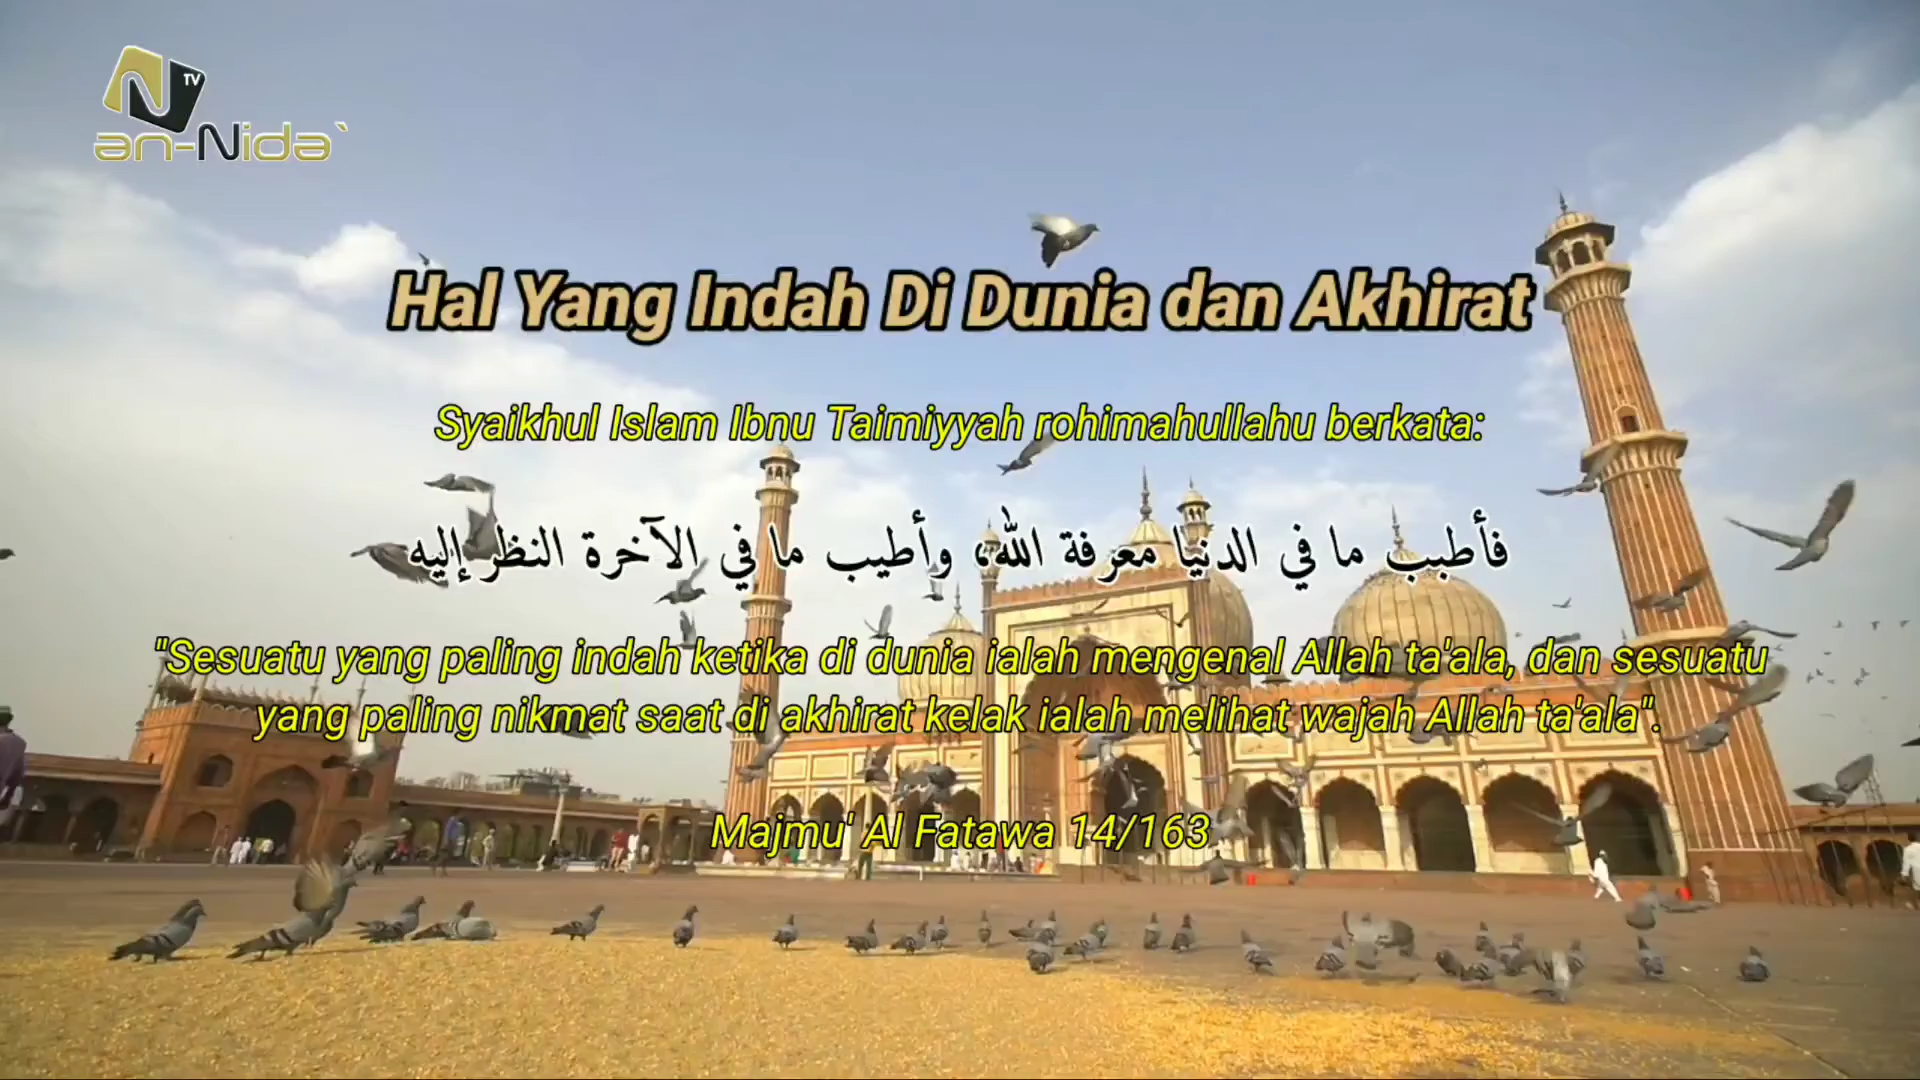 TV
an-Nida`
Hal Yang Indah Di Dunia dan Akhirat
Syaikhul Islam Ibnu Taimiyyah rohimahullahu berkata:
فأطبب ما في الدنيا معرفة الله، وأطيب ما في الآخرة النظر إليه
"Sesuatu yang paling indah ketika di dunia ialah mengenal Allah ta'ala, dan sesuatu
yang paling nikmat saat di akhirat kelak ialah melihat wajah Allah ta'ala".
Majmu' Al Fatawa 14/163